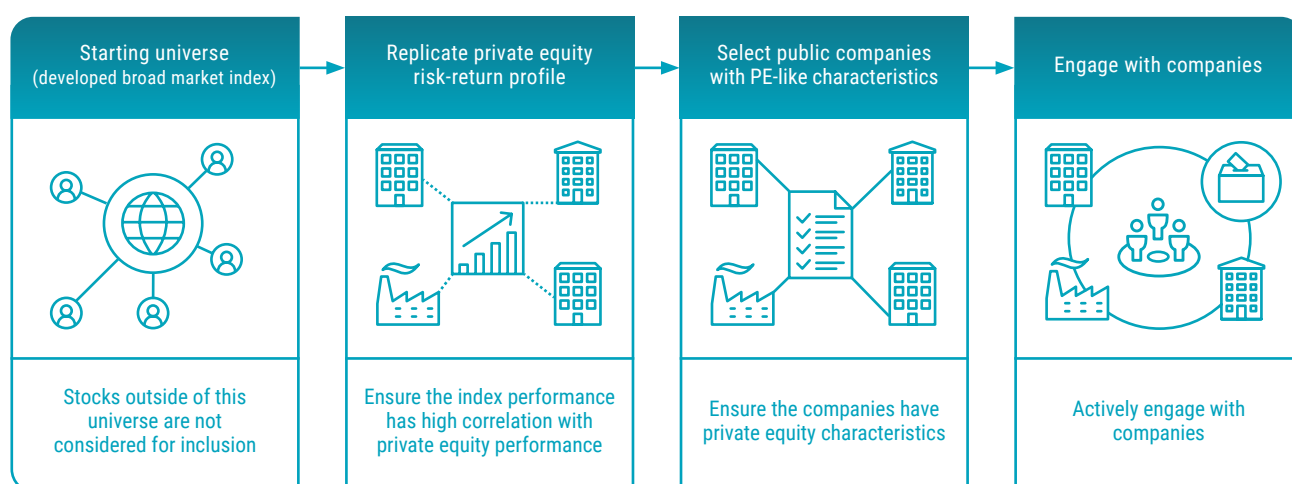 Starting universe
(developed broad market index)
Stocks outside of this
universe are not
considered for inclusion
Replicate private equity
risk-return profile
Ensure the index performance
has high correlation with
private equity performance
Select public companies
with PE-like characteristics
Ensure the companies have
private equity characteristics
Engage with companies
Actively engage with
companies